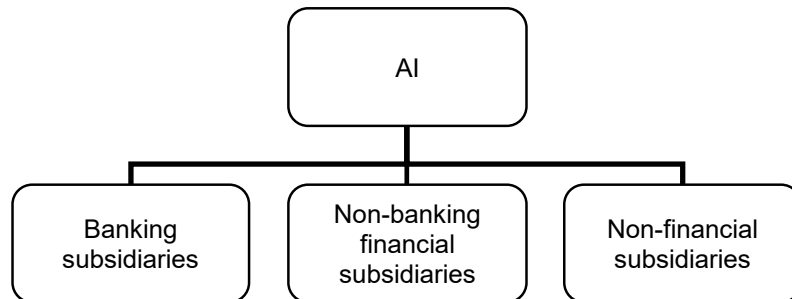 AI
Banking
subsidiaries
Non-banking
financial
subsidiaries
Non-financial
subsidiaries